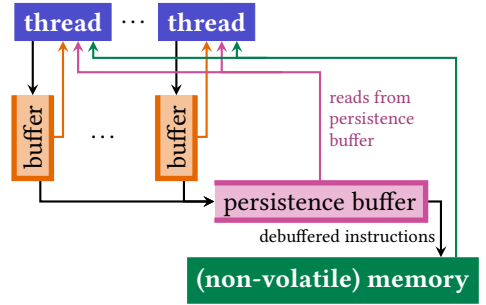 thread ... thread
buffer ... buffer
reads from
persistence
buffer
persistence buffer
debuffered instructions
(non-volatile) memory